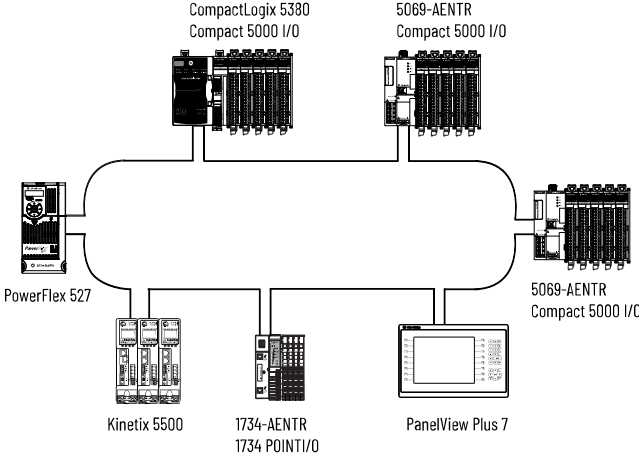 CompactLogix 5380
Compact 5000 I/O
5069-AENTR
Compact 5000 I/O
PowerFlex 527
5069-AENTR
Compact 5000 I/O
Kinetix 5500
1734-AENTR
1734 POINTI/O
PanelView Plus 7